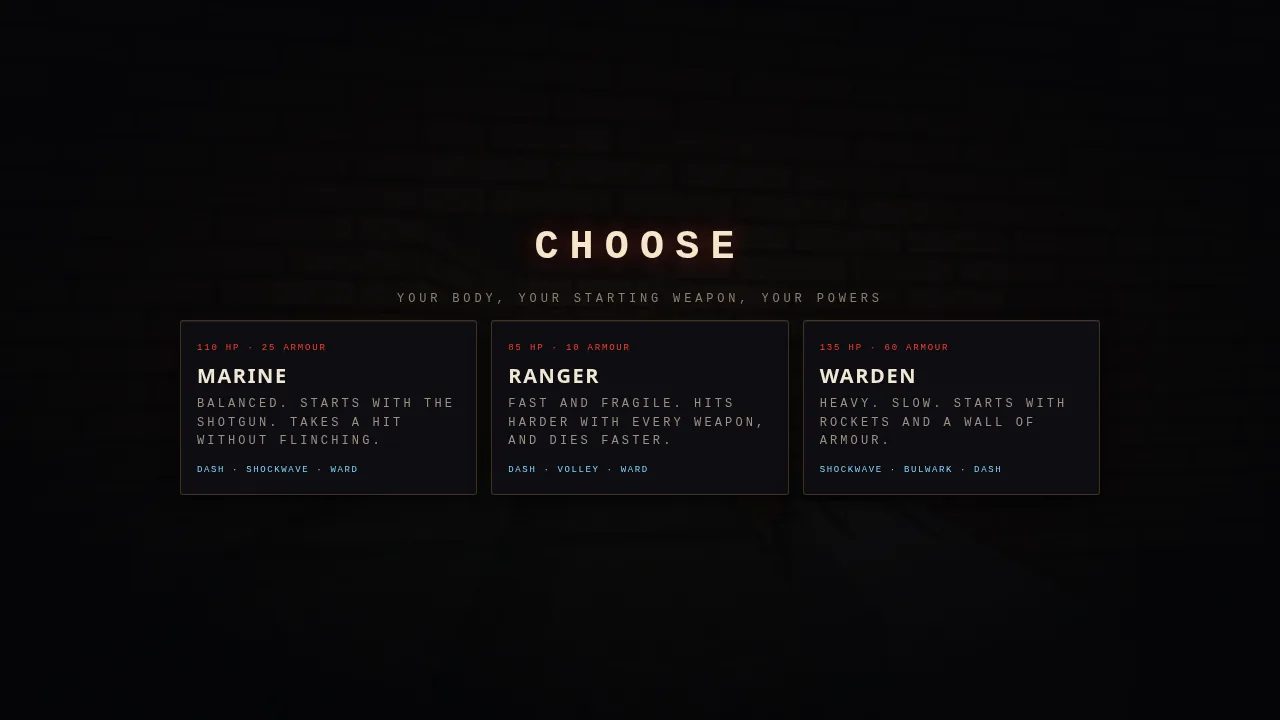 CHOOSE
YOUR BODY, YOUR STARTING WEAPON, YOUR POWERS
110 HP · 25 ARMOUR
MARINE
BALANCED. STARTS WITH THE
SHOTGUN. TAKES A HIT
WITHOUT FLINCHING.
DASH · SHOCKWAVE · WARD
85 HP · 10 ARMOUR
RANGER
FAST AND FRAGILE. HITS
HARDER WITH EVERY WEAPON,
AND DIES FASTER.
DASH · VOLLEY · WARD
135 HP · 60 ARMOUR
WARDEN
HEAVY. SLOW. STARTS WITH
ROCKETS AND A WALL OF
ARMOUR.
SHOCKWAVE · BULWARK · DASH